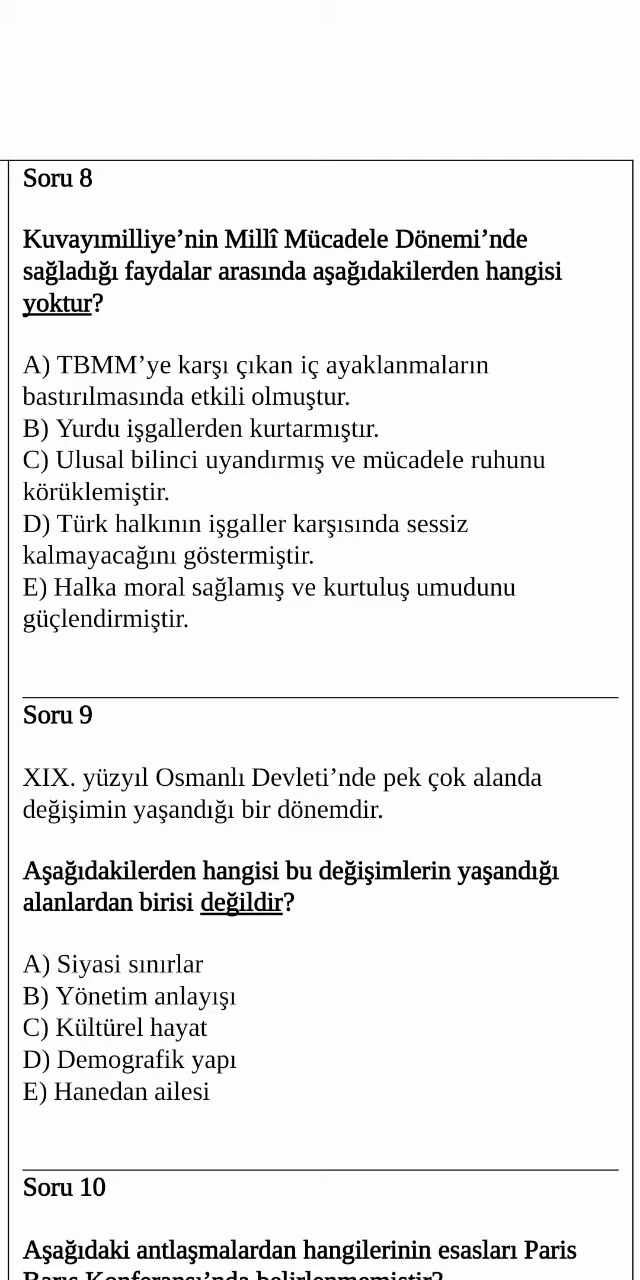 Soru 8
Kuvayımilliye’nin Millî Mücadele Dönemi’nde
sağladığı faydalar arasında aşağıdakilerden hangisi
yoktur?
A) TBMM’ye karşı çıkan iç ayaklanmaların
bastırılmasında etkili olmuştur.
B) Yurdu işgallerden kurtarmıştır.
C) Ulusal bilinci uyandırmış ve mücadele ruhunu
körüklemiştir.
D) Türk halkının işgaller karşısında sessiz
kalmayacağını göstermiştir.
E) Halka moral sağlamış ve kurtuluş umudunu
güçlendirmiştir.
Soru 9
XIX. yüzyıl Osmanlı Devleti’nde pek çok alanda
değişimin yaşandığı bir dönemdir.
Aşağıdakilerden hangisi bu değişimlerin yaşandığı
alanlardan birisi değildir?
A) Siyasi sınırlar
B) Yönetim anlayışı
C) Kültürel hayat
D) Demografik yapı
E) Hanedan ailesi
Soru 10
Aşağıdaki antlaşmalardan hangilerinin esasları Paris
Barış Konferansı’nda belirlenmemiştir?